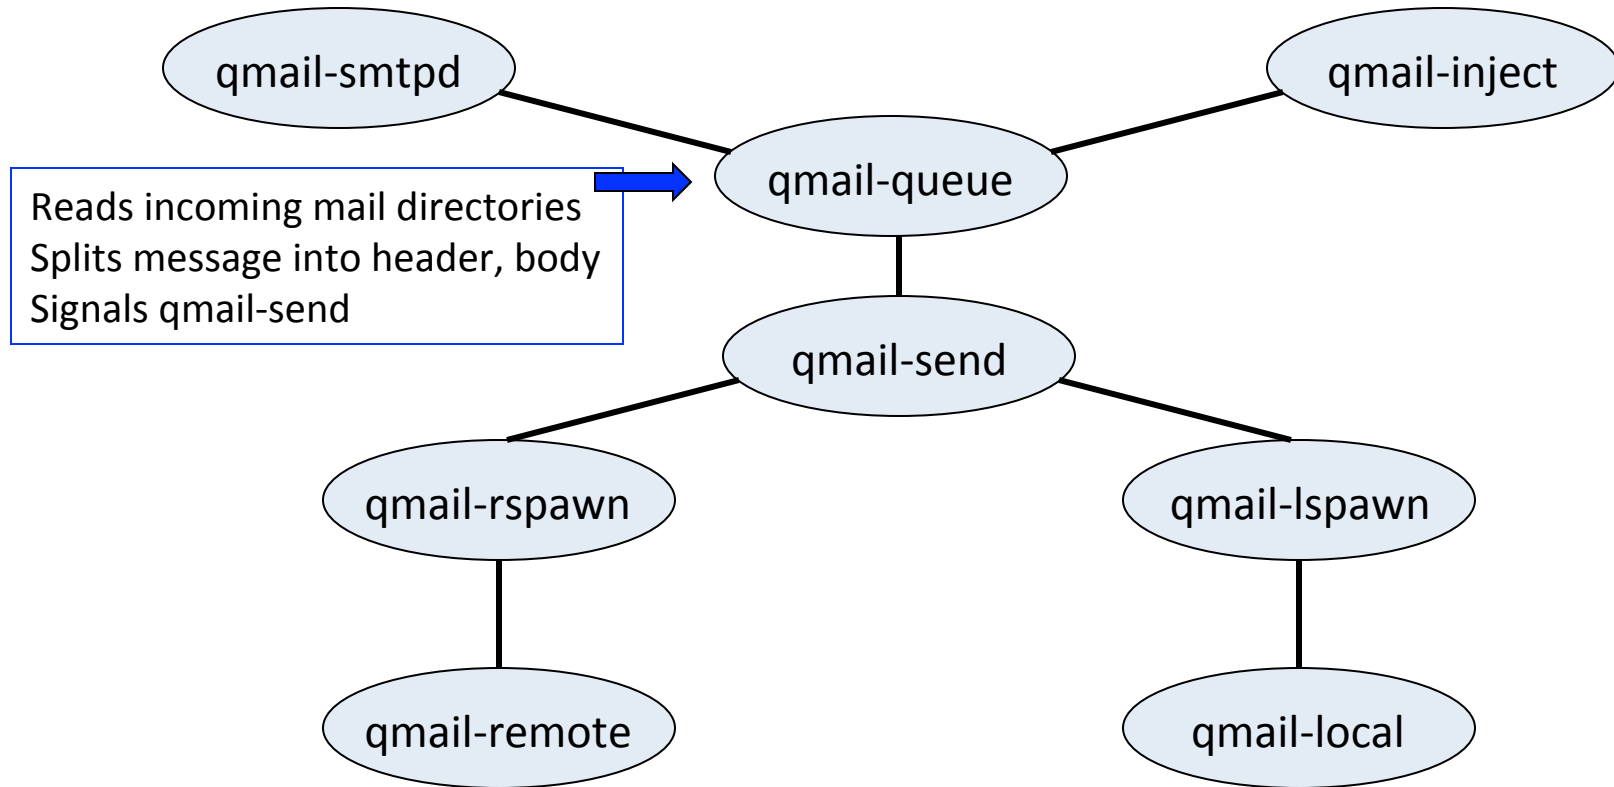 qmail-smtpd
qmail-inject
qmail-queue
Reads incoming mail directories
Splits message into header, body
Signals qmail-send
qmail-send
qmail-rspawn
qmail-lspawn
qmail-remote
qmail-local